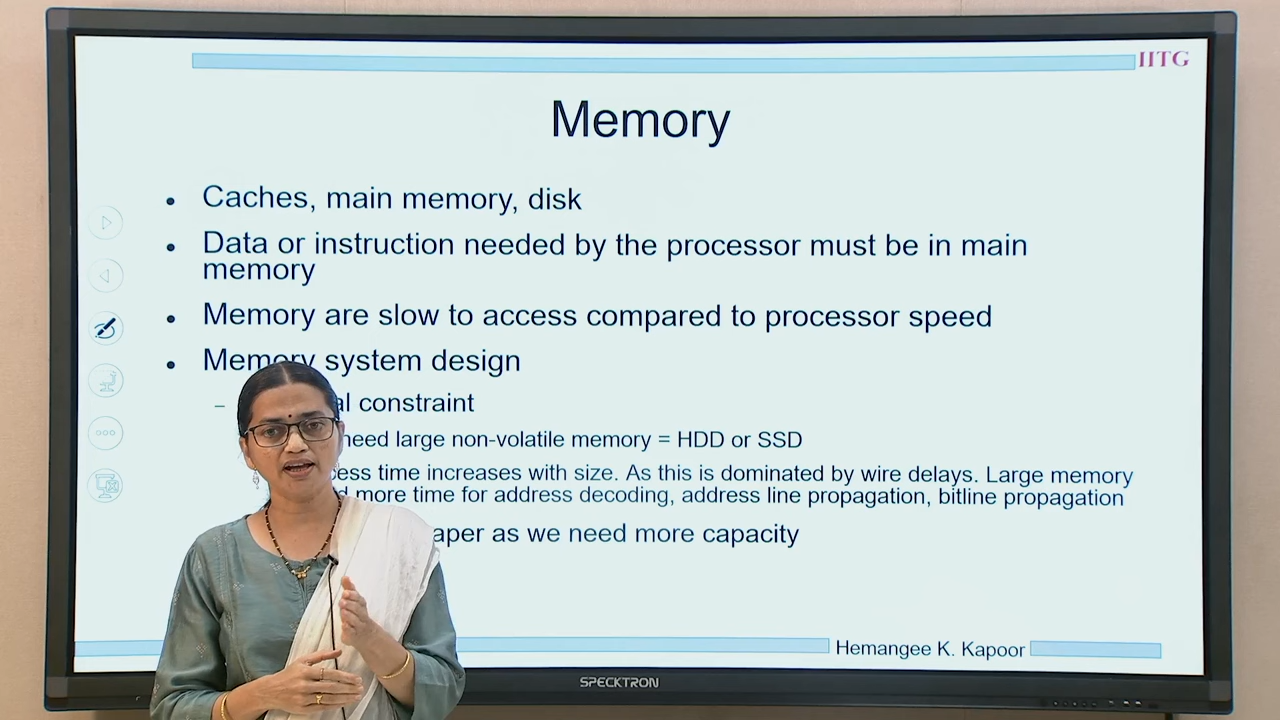 IITG
Memory
• Caches, main memory, disk
• Data or instruction needed by the processor must be in main
memory
• Memory are slow to access compared to processor speed
• Memory system design
– constraint
need large non-volatile memory = HDD or SSD
time increases with size. As this is dominated by wire delays. Large memory
more time for address decoding, address line propagation, bitline propagation
as we need more capacity
Hemangee K. Kapoor
SPECKTRON